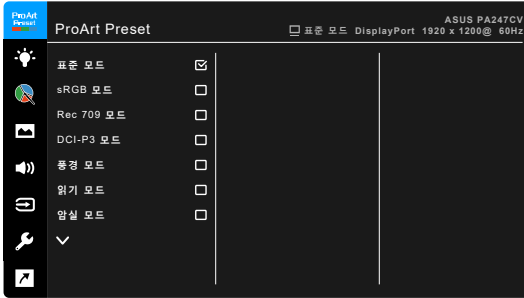 ProArt
Preset
ProArt Preset
ASUS PA247CV
표준 모드 DisplayPort 1920 x 1200@ 60Hz
표준 모드
sRGB 모드
Rec 709 모드
DCI-P3 모드
풍경 모드
읽기 모드
암실 모드